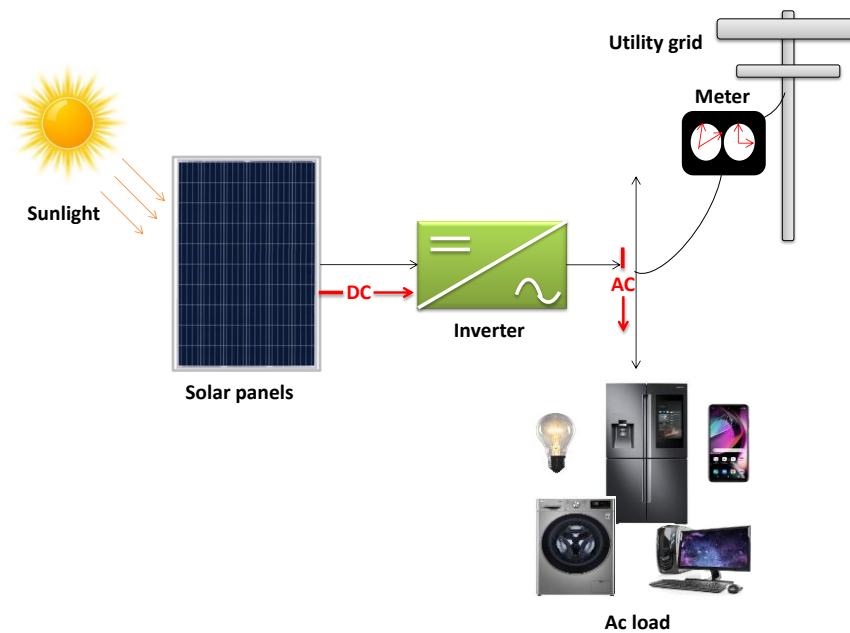 Utility grid
Meter
Sunlight
DC
AC
Inverter
Solar panels
Ac load